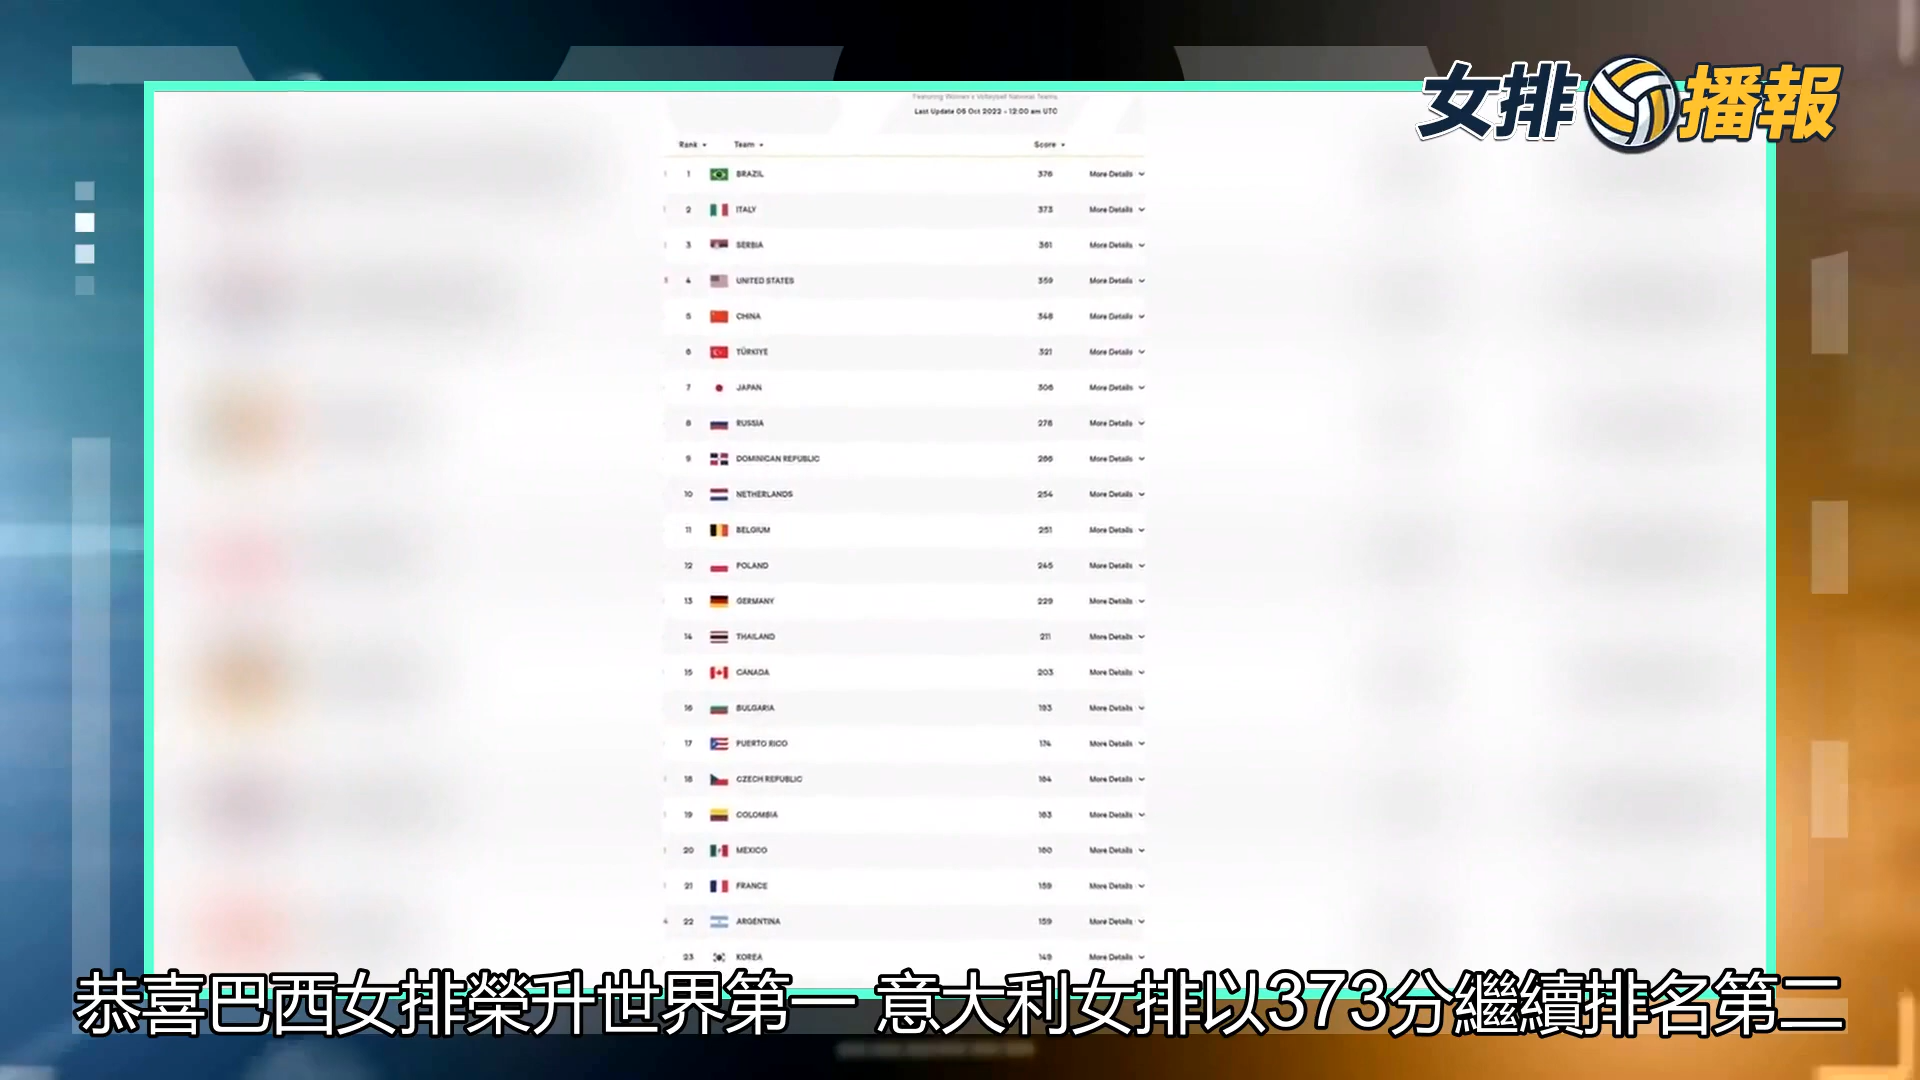 女排播報
Featuring Women's Volleyball National Teams.
Last Update 05 Oct 2022 - 12:00 am UTC
Rank Team Score
1 BRAZIL 376 More Details
2 ITALY 373 More Details
3 SERBIA 361 More Details
4 UNITED STATES 359 More Details
5 CHINA 348 More Details
6 TÜRKIYE 321 More Details
7 JAPAN 306 More Details
8 RUSSIA 278 More Details
9 DOMINICAN REPUBLIC 266 More Details
10 NETHERLANDS 254 More Details
11 BELGIUM 251 More Details
12 POLAND 245 More Details
13 GERMANY 229 More Details
14 THAILAND 211 More Details
15 CANADA 203 More Details
16 BULGARIA 193 More Details
17 PUERTO RICO 174 More Details
18 CZECH REPUBLIC 164 More Details
19 COLOMBIA 163 More Details
20 MEXICO 160 More Details
21 FRANCE 159 More Details
22 ARGENTINA 159 More Details
23 KOREA 149 More Details
恭喜巴西女排榮升世界第一 意大利女排以373分繼續排名第二